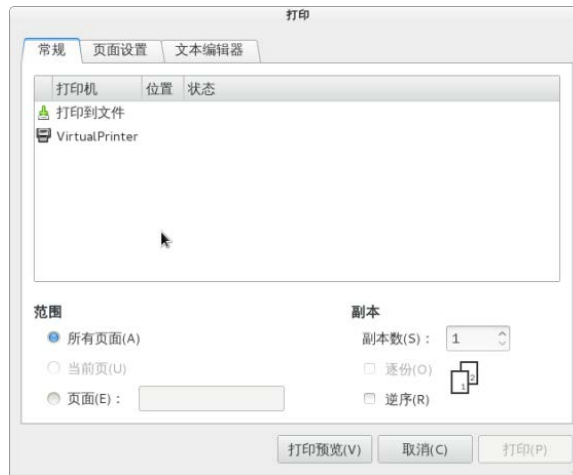 打印
常规 页面设置 文本编辑器
打印机 位置 状态
打印到文件
VirtualPrinter
范围 副本
所有页面(A) 副本数(S)： 1
当前页(U) 逐份(O)
1 2
页面(E)： 逆序(R)
打印预览(V) 取消(C) 打印(P)